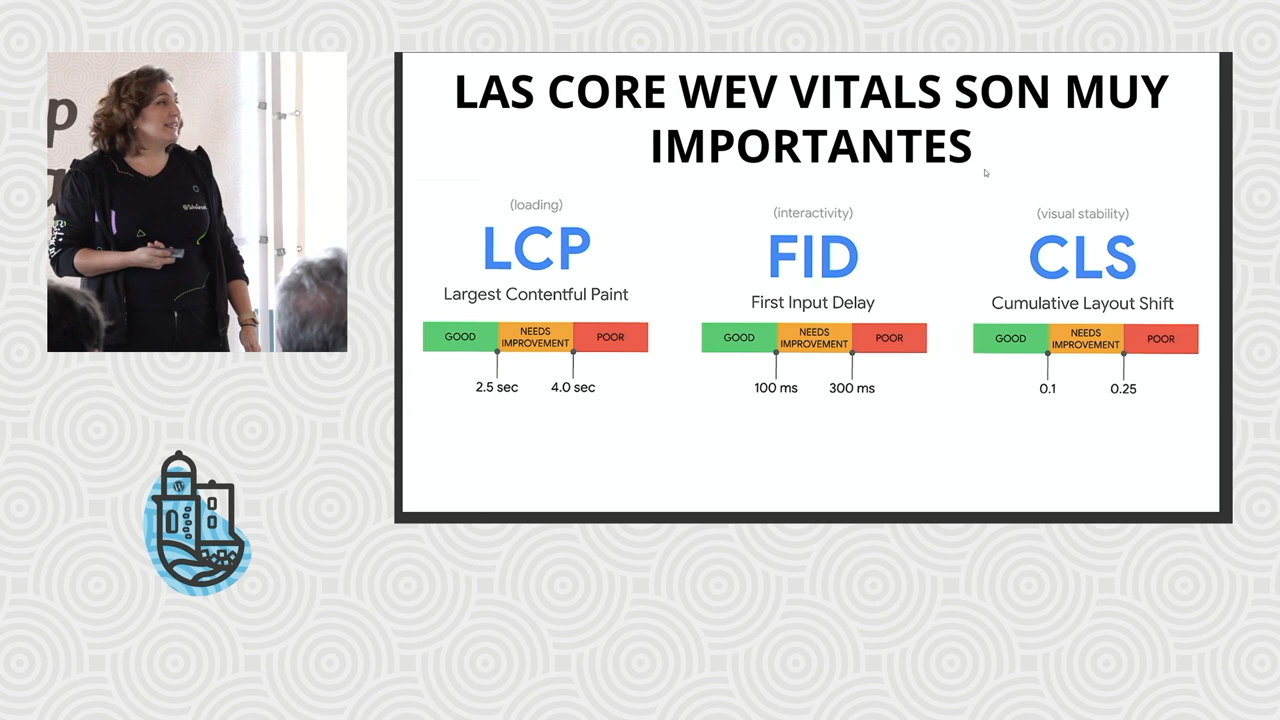 LAS CORE WEV VITALS SON MUY
IMPORTANTES
(loading)
LCP
Largest Contentful Paint
GOOD
NEEDS
IMPROVEMENT
POOR
2.5 sec
4.0 sec
(interactivity)
FID
First Input Delay
GOOD
NEEDS
IMPROVEMENT
POOR
100 ms
300 ms
(visual stability)
CLS
Cumulative Layout Shift
GOOD
NEEDS
IMPROVEMENT
POOR
0.1
0.25